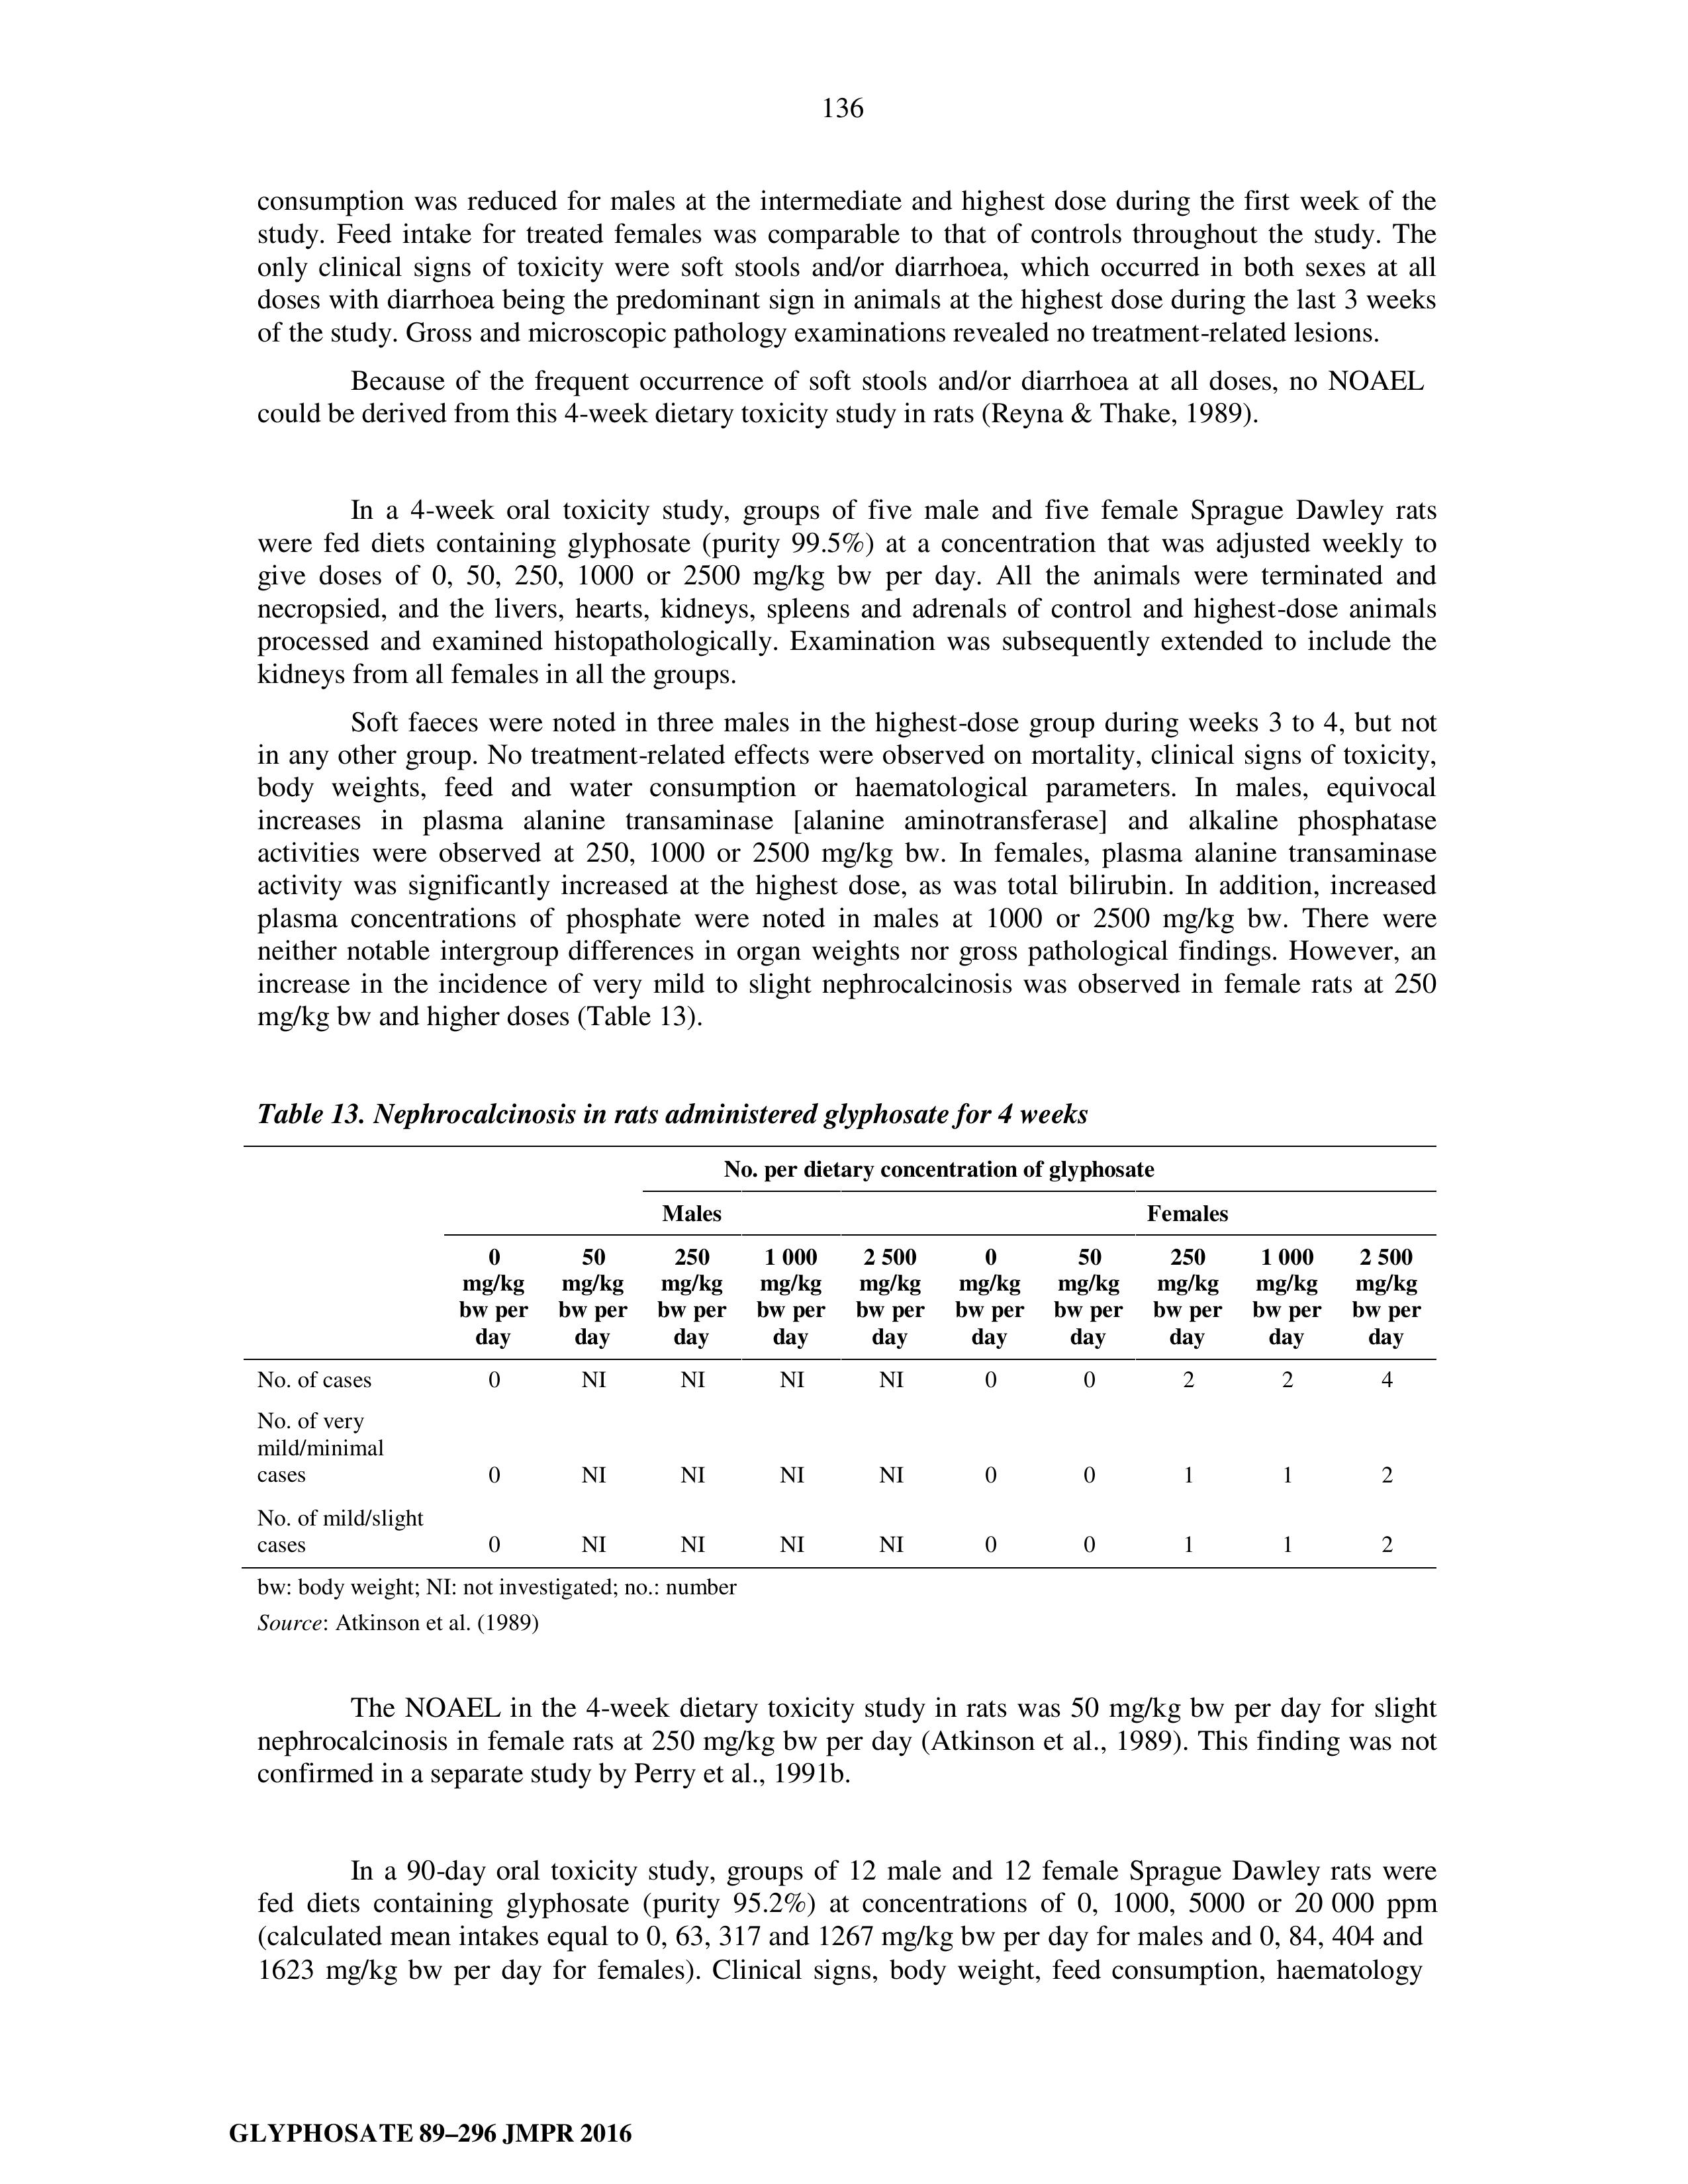 136
consumption was reduced for males at the intermediate and highest dose during the first week of the
study. Feed intake for treated females was comparable to that of controls throughout the study. The
only clinical signs of toxicity were soft stools and/or diarrhoea, which occurred in both sexes at all
doses with diarrhoea being the predominant sign in animals at the highest dose during the last 3 weeks
of the study. Gross and microscopic pathology examinations revealed no treatment-related lesions.
Because of the frequent occurrence of soft stools and/or diarrhoea at all doses, no NOAEL
could be derived from this 4-week dietary toxicity study in rats (Reyna & Thake, 1989).
In a 4-week oral toxicity study, groups of five male and five female Sprague Dawley rats
were fed diets containing glyphosate (purity 99.5%) at a concentration that was adjusted weekly to
give doses of 0, 50, 250, 1000 or 2500 mg/kg bw per day. All the animals were terminated and
necropsied, and the livers, hearts, kidneys, spleens and adrenals of control and highest-dose animals
processed and examined histopathologically. Examination was subsequently extended to include the
kidneys from all females in all the groups.
Soft faeces were noted in three males in the highest-dose group during weeks 3 to 4, but not
in any other group. No treatment-related effects were observed on mortality, clinical signs of toxicity,
body weights, feed and water consumption or haematological parameters. In males, equivocal
increases in plasma alanine transaminase [alanine aminotransferase] and alkaline phosphatase
activities were observed at 250, 1000 or 2500 mg/kg bw. In females, plasma alanine transaminase
activity was significantly increased at the highest dose, as was total bilirubin. In addition, increased
plasma concentrations of phosphate were noted in males at 1000 or 2500 mg/kg bw. There were
neither notable intergroup differences in organ weights nor gross pathological findings. However, an
increase in the incidence of very mild to slight nephrocalcinosis was observed in female rats at 250
mg/kg bw and higher doses (Table 13).
Table 13. Nephrocalcinosis in rats administered glyphosate for 4 weeks
No. per dietary concentration of glyphosate
Males Females
0 50 250 1 000 2 500 0 50 250 1 000 2 500
mg/kg mg/kg mg/kg mg/kg mg/kg mg/kg mg/kg mg/kg mg/kg mg/kg
bw per bw per bw per bw per bw per bw per bw per bw per bw per bw per
day day day day day day day day day day
No. of cases 0 NI NI NI NI 0 0 2 2 4
No. of very
mild/minimal
cases 0 NI NI NI NI 0 0 1 1 2
No. of mild/slight
cases 0 NI NI NI NI 0 0 1 1 2
bw: body weight; NI: not investigated; no.: number
Source: Atkinson et al. (1989)
The NOAEL in the 4-week dietary toxicity study in rats was 50 mg/kg bw per day for slight
nephrocalcinosis in female rats at 250 mg/kg bw per day (Atkinson et al., 1989). This finding was not
confirmed in a separate study by Perry et al., 1991b.
In a 90-day oral toxicity study, groups of 12 male and 12 female Sprague Dawley rats were
fed diets containing glyphosate (purity 95.2%) at concentrations of 0, 1000, 5000 or 20 000 ppm
(calculated mean intakes equal to 0, 63, 317 and 1267 mg/kg bw per day for males and 0, 84, 404 and
1623 mg/kg bw per day for females). Clinical signs, body weight, feed consumption, haematology
GLYPHOSATE 89–296 JMPR 2016